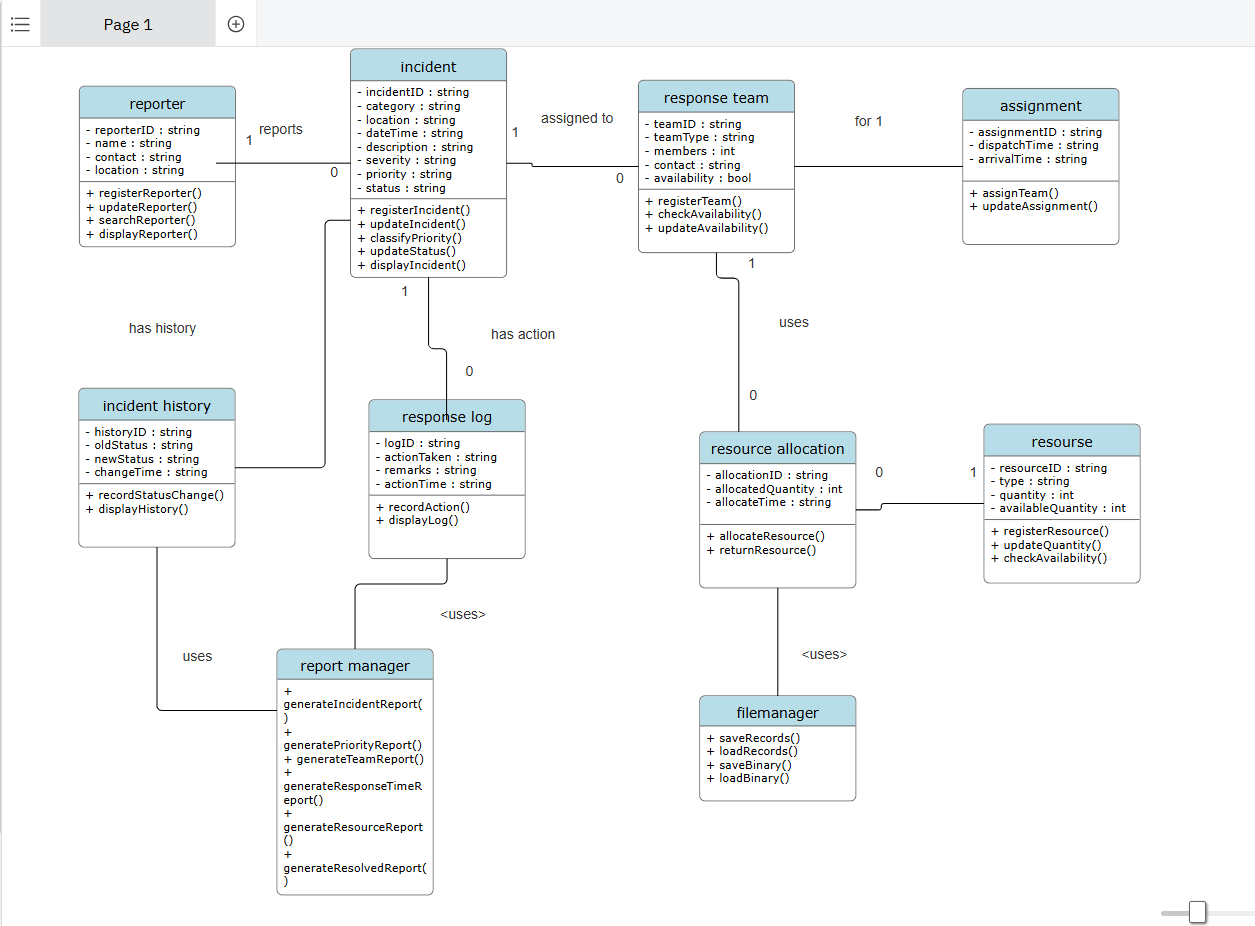 Page 1
reporter
- reporterID : string
- name : string
- contact : string
- location : string
+ registerReporter()
+ updateReporter()
+ searchReporter()
+ displayReporter()
reports
1
0
incident
- incidentID : string
- category : string
- location : string
- dateTime : string
- description : string
- severity : string
- priority : string
- status : string
+ registerIncident()
+ updateIncident()
+ classifyPriority()
+ updateStatus()
+ displayIncident()
assigned to
1
0
response team
- teamID : string
- teamType : string
- members : int
- contact : string
- availability : bool
+ registerTeam()
+ checkAvailability()
+ updateAvailability()
for 1
assignment
- assignmentID : string
- dispatchTime : string
- arrivalTime : string
+ assignTeam()
+ updateAssignment()
has history
1
has action
0
1
uses
0
incident history
- historyID : string
- oldStatus : string
- newStatus : string
- changeTime : string
+ recordStatusChange()
+ displayHistory()
response log
- logID : string
- actionTaken : string
- remarks : string
- actionTime : string
+ recordAction()
+ displayLog()
resource allocation
- allocationID : string
- allocatedQuantity : int
- allocateTime : string
+ allocateResource()
+ returnResource()
0
1
resourse
- resourceID : string
- type : string
- quantity : int
- availableQuantity : int
+ registerResource()
+ updateQuantity()
+ checkAvailability()
uses
<uses>
<uses>
report manager
+
generateIncidentReport(
)
+
generatePriorityReport()
+ generateTeamReport()
+
generateResponseTimeR
eport()
+
generateResourceReport
()
+
generateResolvedReport(
)
filemanager
+ saveRecords()
+ loadRecords()
+ saveBinary()
+ loadBinary()